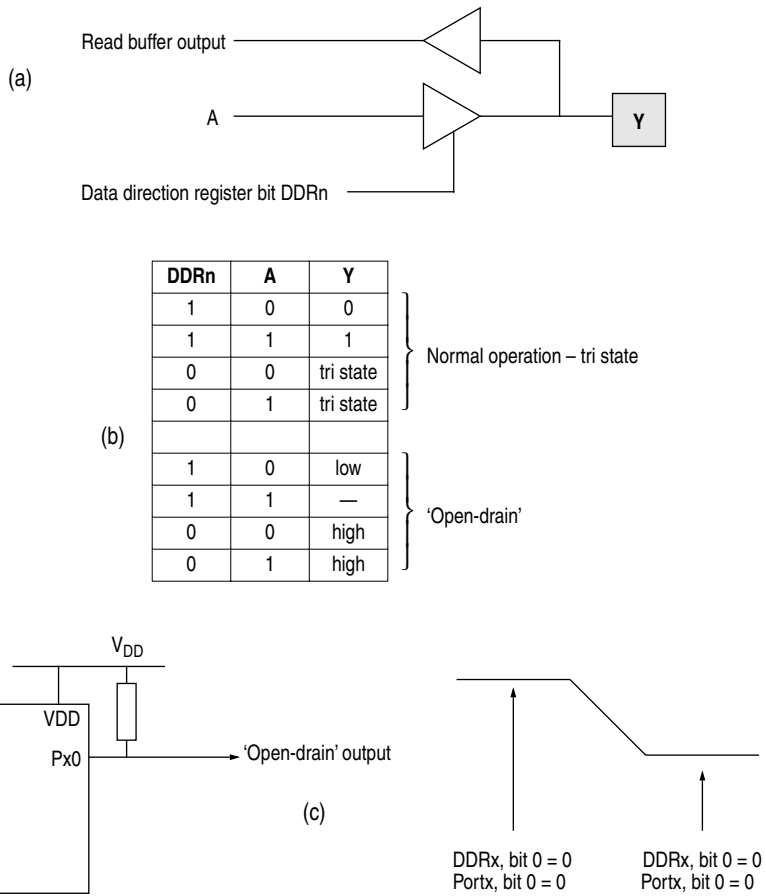 Read buffer output
(a)
A
Y
Data direction register bit DDRn
DDRn A Y
1 0 0
1 1 1
0 0 tri state
0 1 tri state
Normal operation – tri state
(b)
1 0 low
1 1 —
0 0 high
0 1 high
‘Open-drain’
VDD
VDD
Px0
‘Open-drain’ output
(c)
DDRx, bit 0 = 0
Portx, bit 0 = 0
DDRx, bit 0 = 0
Portx, bit 0 = 0